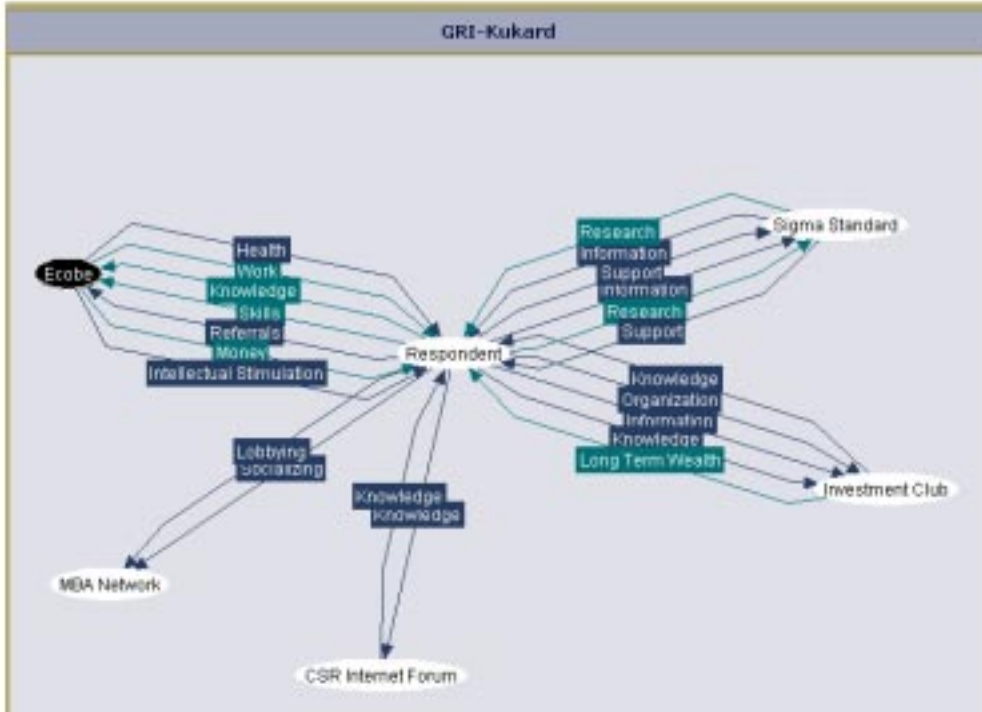 GRI-Kukard
Sigma Standard
Research
Information
Support
Information
Research
Support
Ecobe
Health
Work
Knowledge
Skills
Referrals
Money
Intellectual Stimulation
Respondent
Knowledge
Organization
Information
Knowledge
Long Term Wealth
Investment Club
Lobbying
Socializing
Knowledge
Knowledge
MBA Network
CSR Internet Forum